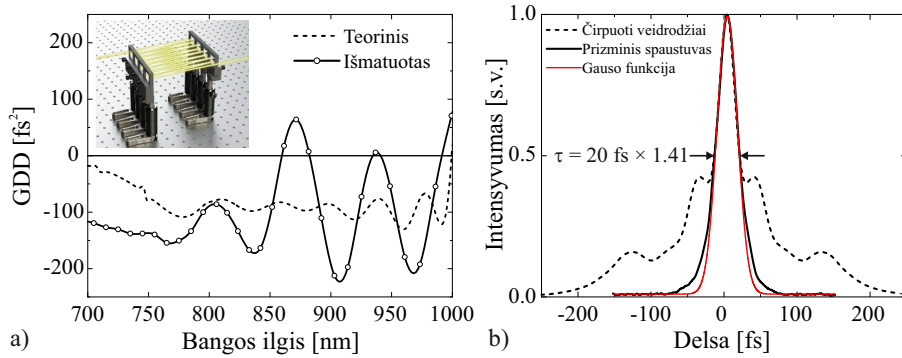 200
100
0
-100
-200
GDD [fs²]
Teorinis
Išmatuotas
700
750
800
850
900
950
1000
Bangos ilgis [nm]
a)
1.0
0.5
0.0
Intensyvumas [s.v.]
Čirpuoti veidrodžiai
Prizminis spaustuvas
Gauso funkcija
τ = 20 fs × 1.41
-200
-100
0
100
200
Delsa [fs]
b)